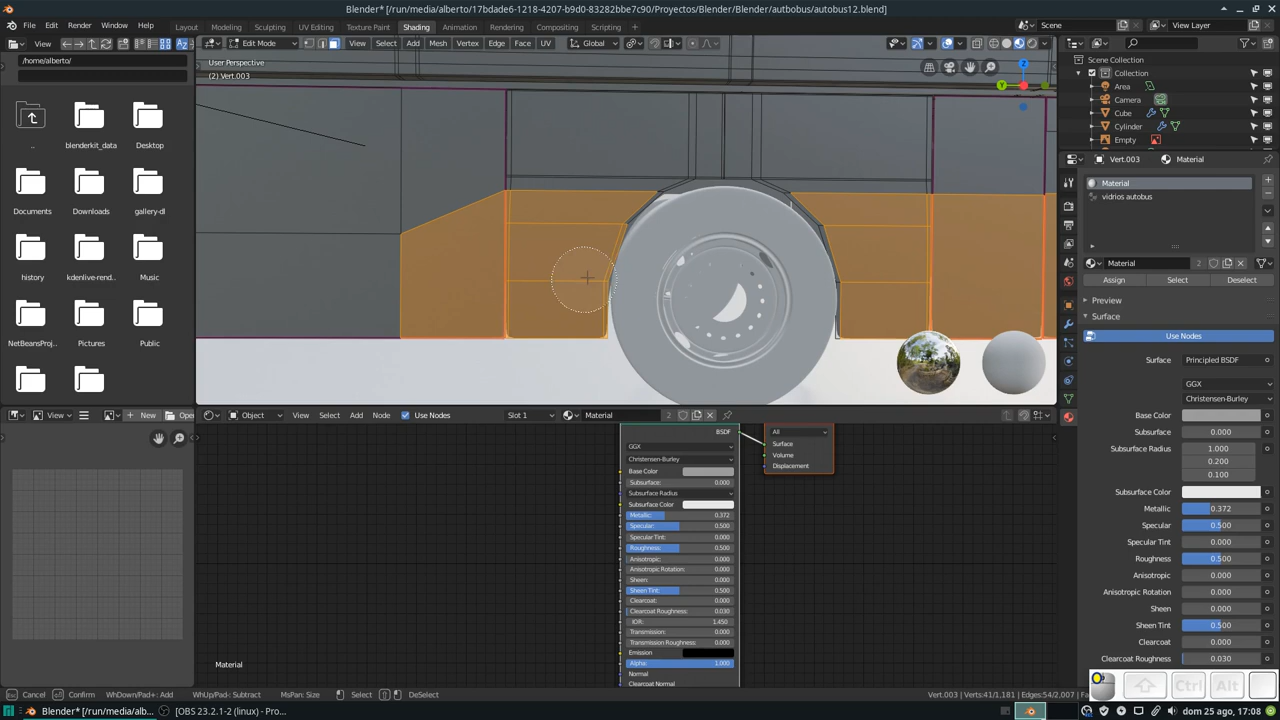 Blender* [/run/media/alberto/17bdade6-1218-4207-b9d0-83282bbe7c90/Proyectos/Blender/Blender/autbobus/autobus12.blend]
File Edit Render Window Help Layout Modeling Sculpting UV Editing Texture Paint Shading Animation Rendering Compositing Scripting Scene View Layer
View Edit Mode View Select Add Mesh Vertex Edge Face UV Global
/home/alberto/
User Perspective
(2) Vert.003
Z
Y
Scene Collection
Collection
Area
Camera
Cube
Cylinder
Empty
Vert.003 Material
Material
vidrios autobus
.. blenderkit_data Desktop
Documents Downloads gallery-dl
history kdenlive-rend... Music
NetBeansProj... Pictures Public
Material 2
Assign Select Deselect
Preview
Surface
Use Nodes
Surface Principled BSDF
GGX
Christensen-Burley
Base Color
Subsurface 0.000
Subsurface Radius 1.000
0.200
0.100
Subsurface Color
Metallic 0.372
Specular 0.500
Specular Tint 0.000
Roughness 0.500
Anisotropic 0.000
Anisotropic Rotation 0.000
Sheen 0.000
Sheen Tint 0.500
Clearcoat 0.000
Clearcoat Roughness 0.030
View New Open
Object View Select Add Node Use Nodes Slot 1 Material 2
BSDF
GGX
Christensen-Burley
Base Color
Subsurface: 0.000
Subsurface Radius
Subsurface Color
Metallic: 0.372
Specular: 0.500
Specular Tint: 0.000
Roughness: 0.500
Anisotropic: 0.000
Anisotropic Rotation: 0.000
Sheen: 0.000
Sheen Tint: 0.500
Clearcoat: 0.000
Clearcoat Roughness: 0.030
IOR: 1.450
Transmission: 0.000
Transmission Roughness: 0.000
Emission
Alpha: 1.000
Normal
Clearcoat Normal
All
Surface
Volume
Displacement
Material
Ctrl Alt
Cancel Confirm WhDown/Pad+: Add WhUp/Pad-: Subtract MsPan: Size Select DeSelect
Vert.003 | Verts:41/1,181 | Edges:54/2,007
Blender* [/run/media/alb... [OBS 23.2.1-2 (linux) - Pro...
dom 25 ago, 17:08